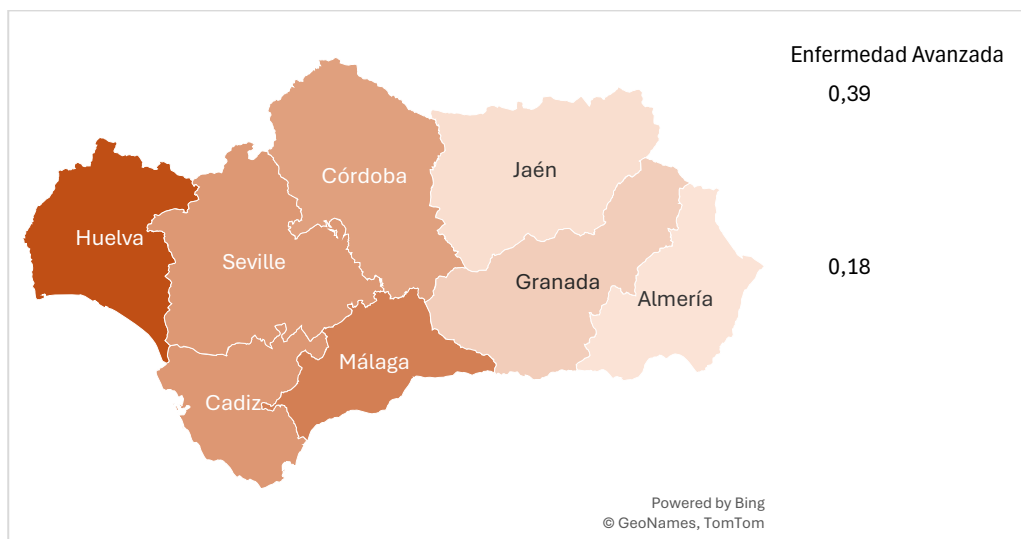 Enfermedad Avanzada
0,39
Córdoba
Jaén
Huelva
Seville
0,18
Granada
Almería
Málaga
Cadiz
Powered by Bing
© GeoNames, TomTom